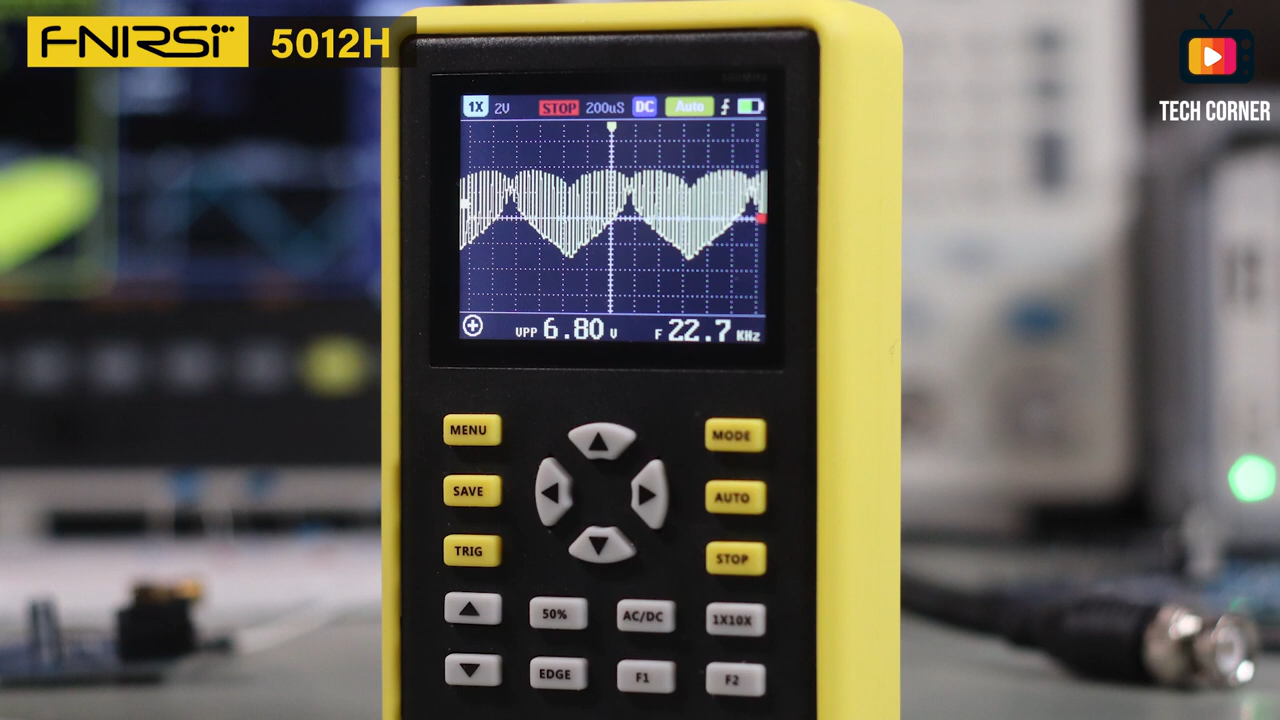 FNIRSI 5012H
TECH CORNER
1X 2V STOP 200uS DC Auto
VPP 6.80 V F 22.7 KHz
MENU
MODE
SAVE
AUTO
TRIG
STOP
50% AC/DC 1X10X
EDGE F1 F2